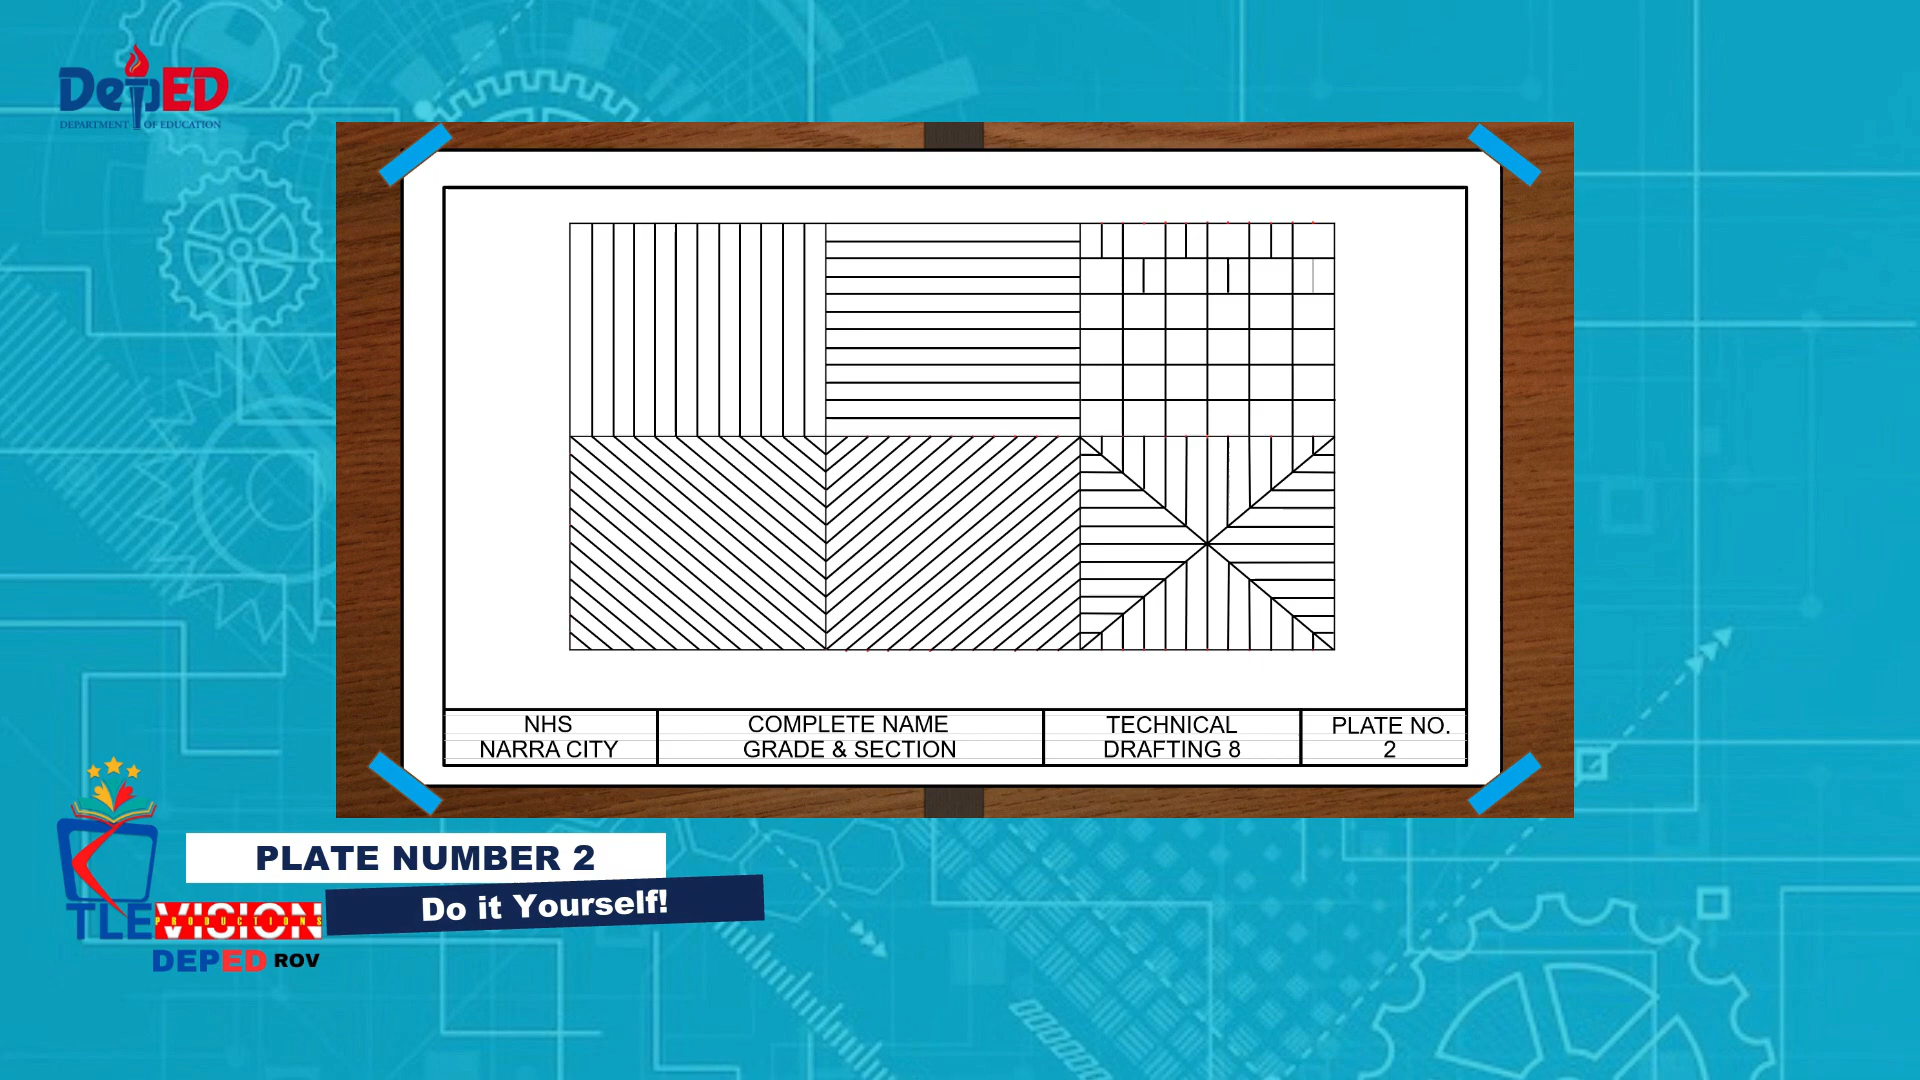 DepED
DEPARTMENT OF EDUCATION
NHS
NARRA CITY
COMPLETE NAME
GRADE & SECTION
TECHNICAL
DRAFTING 8
PLATE NO.
2
PLATE NUMBER 2
Do it Yourself!
TLEVISION
PRODUCTIONS
DEPED ROV